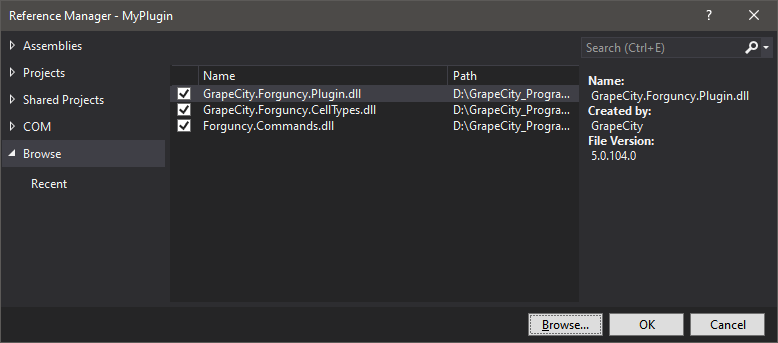 Reference Manager - MyPlugin
? ×
Assemblies
Projects
Shared Projects
COM
Browse
Recent
Name Path
GrapeCity.Forguncy.Plugin.dll D:\GrapeCity_Progra...
GrapeCity.Forguncy.CellTypes.dll D:\GrapeCity_Progra...
Forguncy.Commands.dll D:\GrapeCity_Progra...
Search (Ctrl+E)
Name:
GrapeCity.Forguncy.Plugin.dll
Created by:
GrapeCity
File Version:
5.0.104.0
Browse... OK Cancel